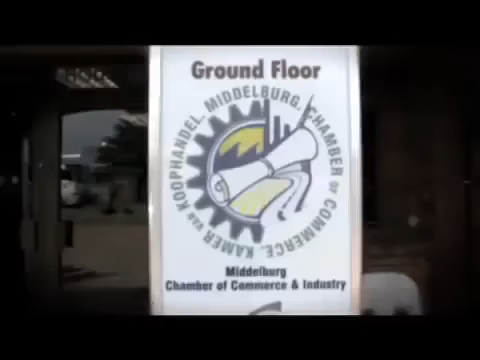 Ground Floor
MIDDELBURG. CHAMBER OF COMMERCE. KAMER VAN KOOPHANDEL.
Middelburg
Chamber of Commerce & Industry